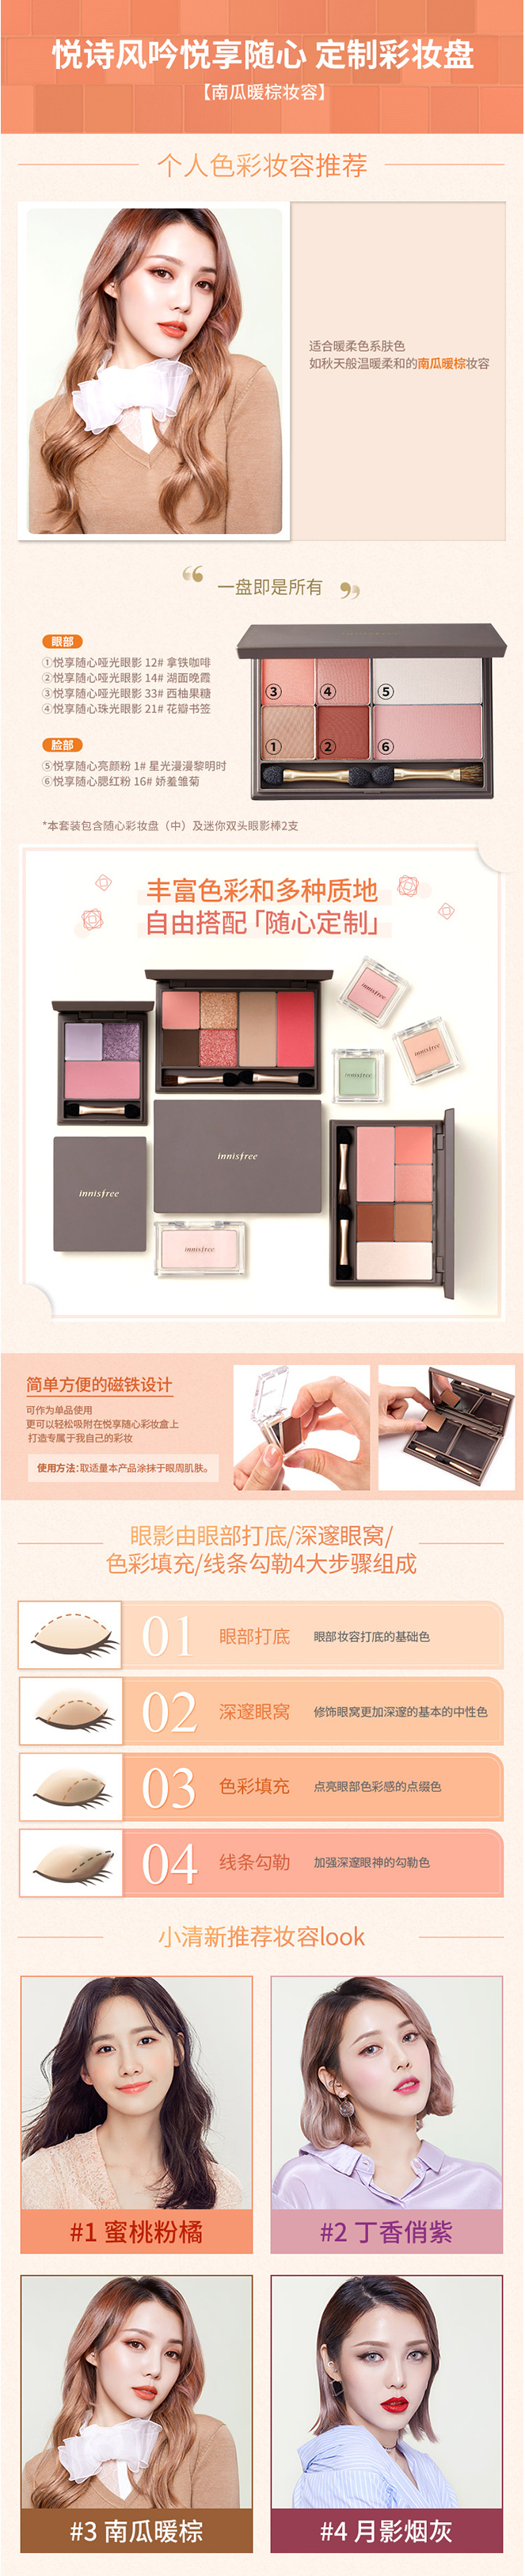 悦诗风吟悦享随心 定制彩妆盘
【南瓜暖棕妆容】
个人色彩妆容推荐
适合暖柔色系肤色
如秋天般温暖柔和的南瓜暖棕妆容
“ 一盘即是所有 ”
眼部
①悦享随心哑光眼影 12# 拿铁咖啡
②悦享随心哑光眼影 14# 湖面晚霞
③悦享随心哑光眼影 33# 西柚果糖
④悦享随心珠光眼影 21# 花瓣书签
脸部
⑤悦享随心亮颜粉 1# 星光漫漫黎明时
⑥悦享随心腮红粉 16# 娇羞雏菊
③ ④ ⑤
① ② ⑥
*本套装包含随心彩妆盘（中）及迷你双头眼影棒2支
丰富色彩和多种质地
自由搭配「随心定制」
innisfree
innisfree
innisfree
innisfree
innisfree
innisfree
简单方便的磁铁设计
可作为单品使用
更可以轻松吸附在悦享随心彩妆盒上
打造专属于我自己的彩妆
使用方法:取适量本产品涂抹于眼周肌肤。
眼影由眼部打底/深邃眼窝/
色彩填充/线条勾勒4大步骤组成
01 眼部打底 眼部妆容打底的基础色
02 深邃眼窝 修饰眼窝更加深邃的基本的中性色
03 色彩填充 点亮眼部色彩感的点缀色
04 线条勾勒 加强深邃眼神的勾勒色
小清新推荐妆容look
#1 蜜桃粉橘
#2 丁香俏紫
#3 南瓜暖棕
#4 月影烟灰